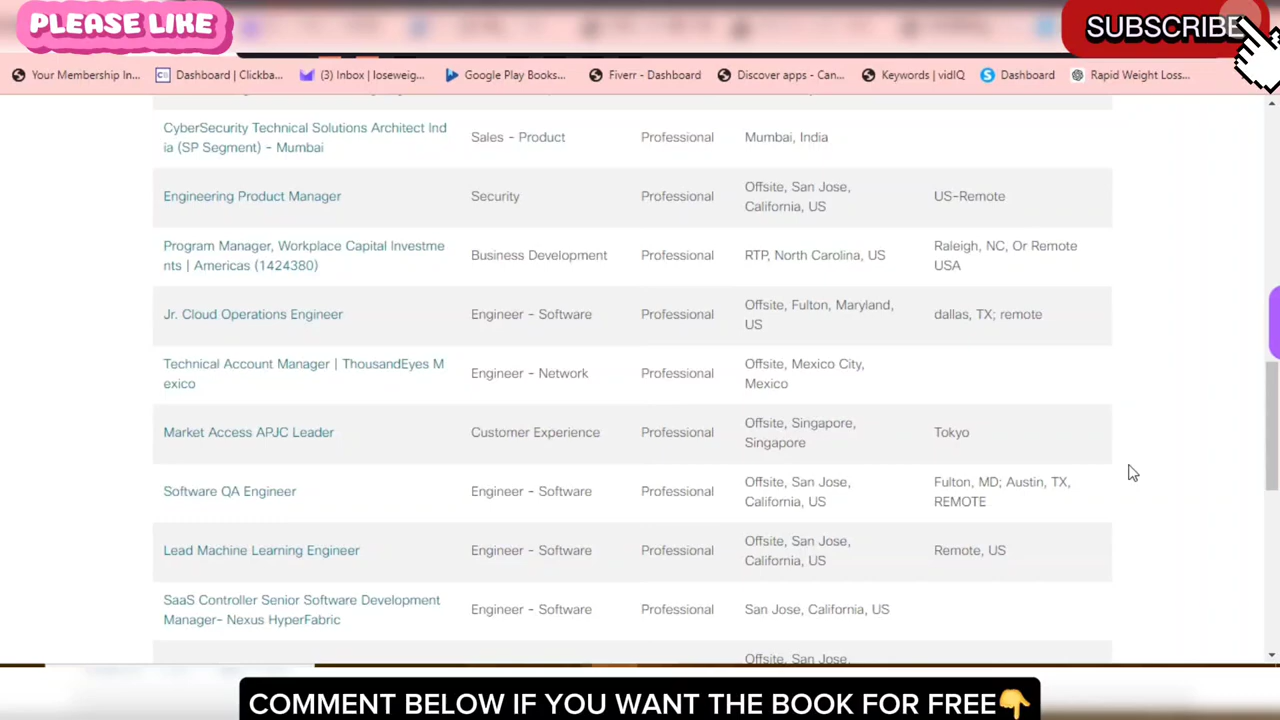 PLEASE LIKE
SUBSCRIBE
Your Membership In... Dashboard | Clickba... (3) Inbox | loseweig... Google Play Books... Fiverr - Dashboard Discover apps - Can... Keywords | vidIQ Dashboard Rapid Weight Loss...
CyberSecurity Technical Solutions Architect Ind
ia (SP Segment) - Mumbai
Sales - Product
Professional
Mumbai, India
Engineering Product Manager
Security
Professional
Offsite, San Jose,
California, US
US-Remote
Program Manager, Workplace Capital Investme
nts | Americas (1424380)
Business Development
Professional
RTP, North Carolina, US
Raleigh, NC, Or Remote
USA
Jr. Cloud Operations Engineer
Engineer - Software
Professional
Offsite, Fulton, Maryland,
US
dallas, TX; remote
Technical Account Manager | ThousandEyes M
exico
Engineer - Network
Professional
Offsite, Mexico City,
Mexico
Market Access APJC Leader
Customer Experience
Professional
Offsite, Singapore,
Singapore
Tokyo
Software QA Engineer
Engineer - Software
Professional
Offsite, San Jose,
California, US
Fulton, MD; Austin, TX,
REMOTE
Lead Machine Learning Engineer
Engineer - Software
Professional
Offsite, San Jose,
California, US
Remote, US
SaaS Controller Senior Software Development
Manager- Nexus HyperFabric
Engineer - Software
Professional
San Jose, California, US
Offsite, San Jose,
COMMENT BELOW IF YOU WANT THE BOOK FOR FREE👇